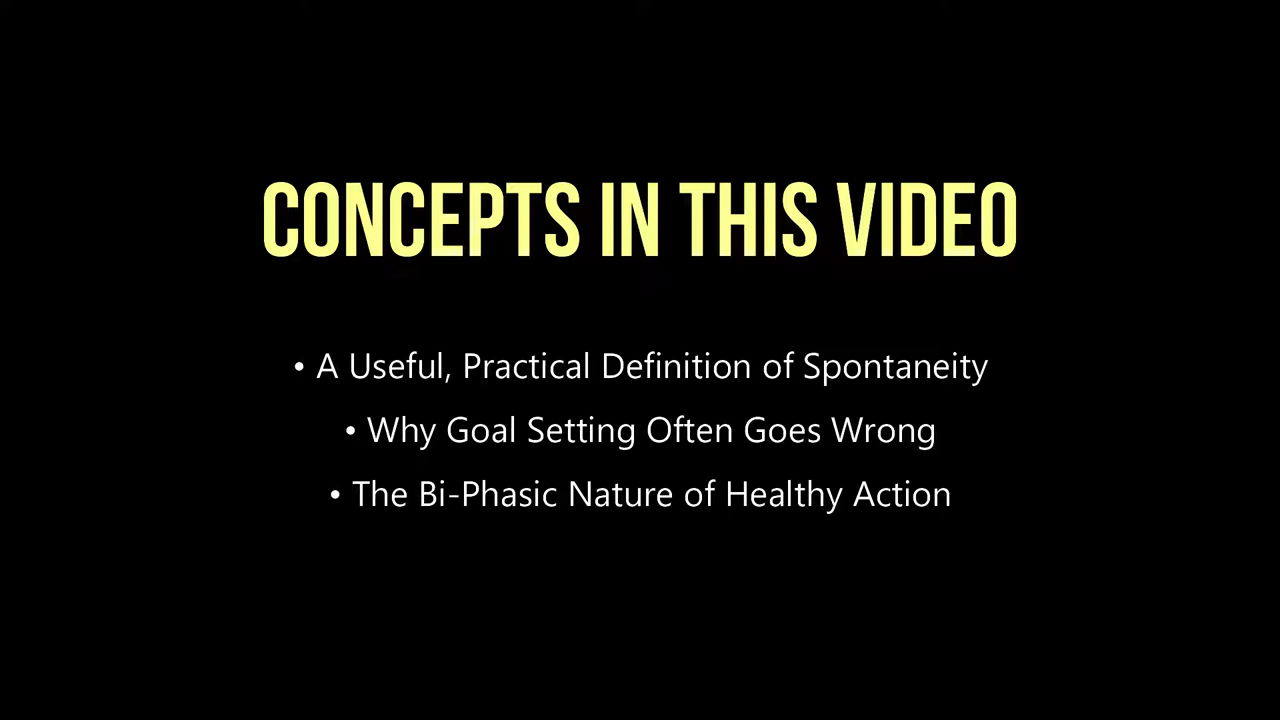 CONCEPTS IN THIS VIDEO
• A Useful, Practical Definition of Spontaneity
• Why Goal Setting Often Goes Wrong
• The Bi-Phasic Nature of Healthy Action